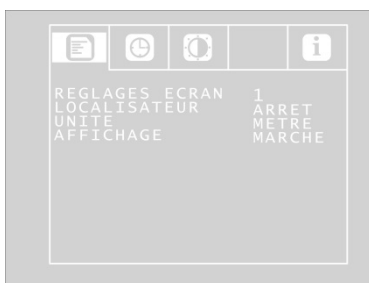 REGLAGES ECRAN 1
LOCALISATEUR ARRET
UNITE METRE
AFFICHAGE MARCHE